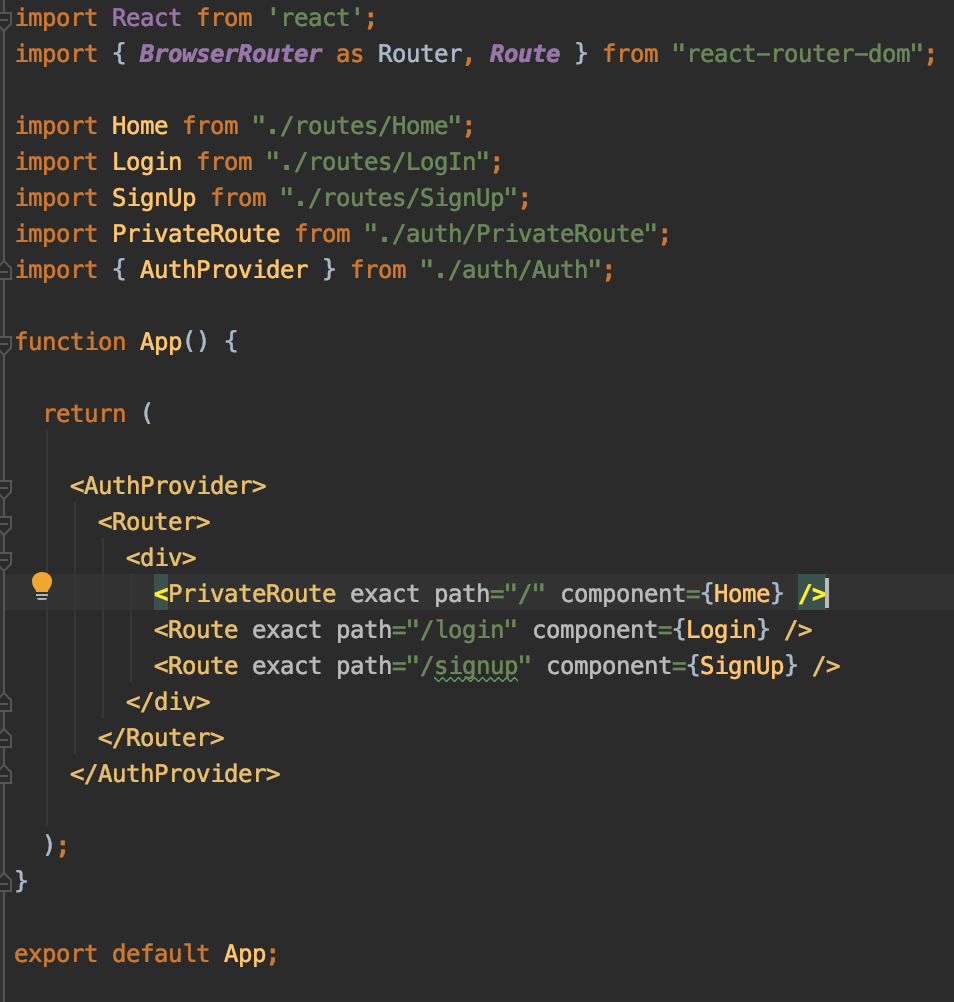 import React from 'react';
import { BrowserRouter as Router, Route } from "react-router-dom";
import Home from "./routes/Home";
import Login from "./routes/LogIn";
import SignUp from "./routes/SignUp";
import PrivateRoute from "./auth/PrivateRoute";
import { AuthProvider } from "./auth/Auth";
function App() {
return (
<AuthProvider>
<Router>
<div>
<PrivateRoute exact path="/" component={Home} />
<Route exact path="/login" component={Login} />
<Route exact path="/signup" component={SignUp} />
</div>
</Router>
</AuthProvider>
);
}
export default App;